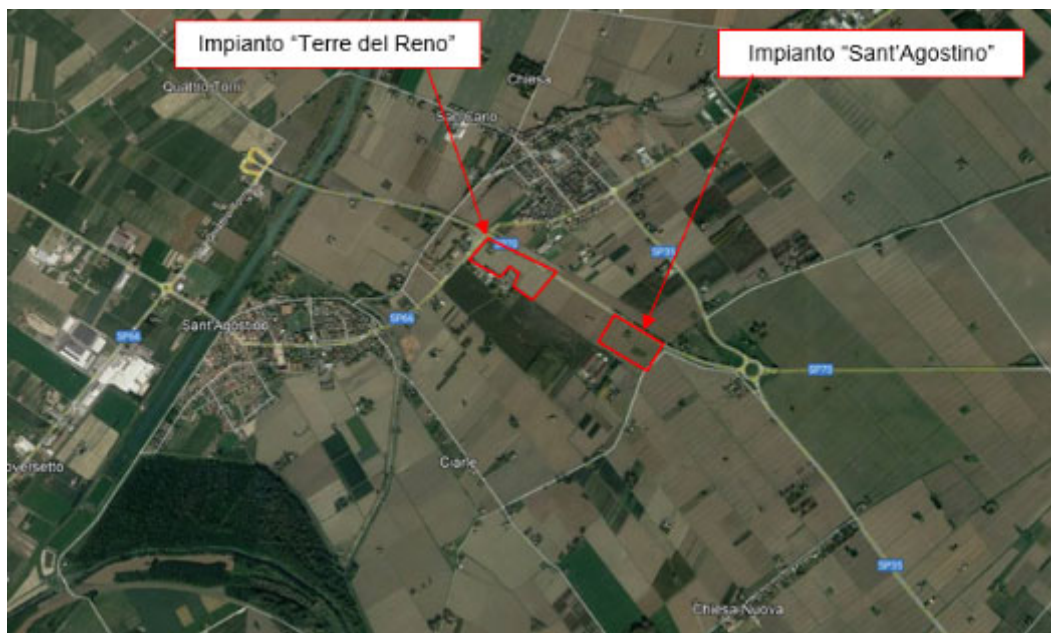 Impianto “Terre del Reno”
Impianto “Sant’Agostino”
Chiesa
Quattro Torri
San Carlo
SP70
SP31
SP66
Sant'Agostino
SP66
SP70
Ciarle
SP35
Chiesa Nuova